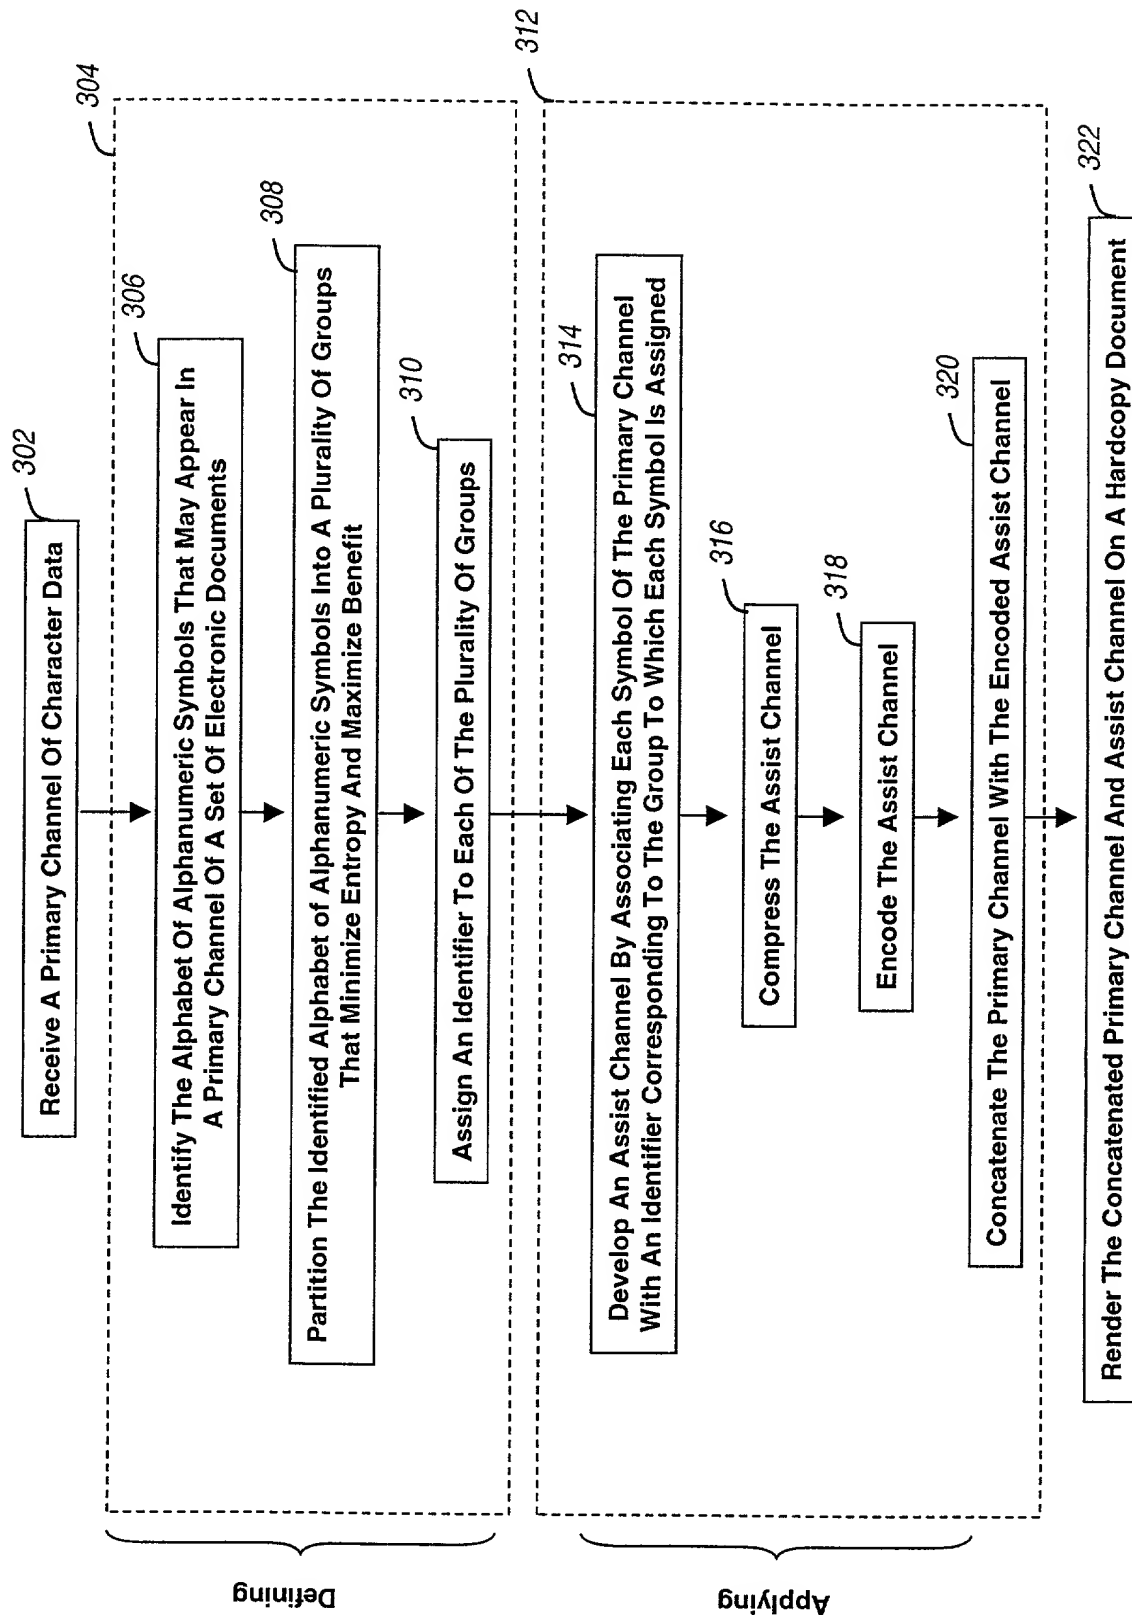 302
Receive A Primary Channel Of Character Data
304
306
Identify The Alphabet Of Alphanumeric Symbols That May Appear In
A Primary Channel Of A Set Of Electronic Documents
308
Partition The Identified Alphabet of Alphanumeric Symbols Into A Plurality Of Groups
That Minimize Entropy And Maximize Benefit
310
Assign An Identifier To Each Of The Plurality Of Groups
Defining
312
314
Develop An Assist Channel By Associating Each Symbol Of The Primary Channel
With An Identifier Corresponding To The Group To Which Each Symbol Is Assigned
316
Compress The Assist Channel
318
Encode The Assist Channel
320
Concatenate The Primary Channel With The Encoded Assist Channel
Applying
322
Render The Concatenated Primary Channel And Assist Channel On A Hardcopy Document